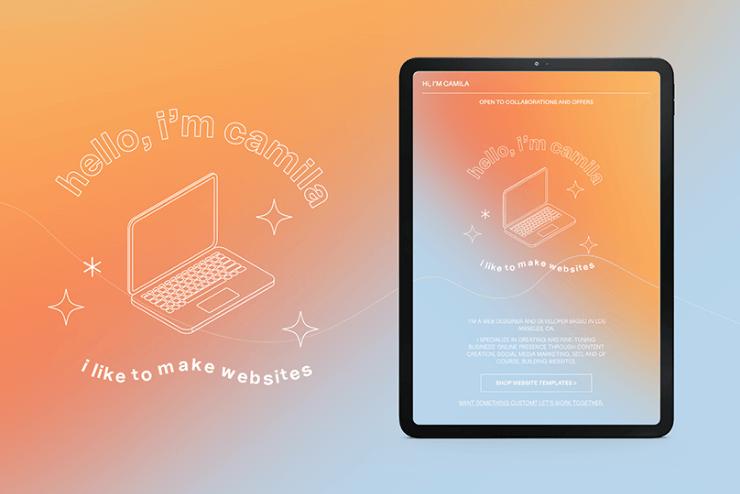 hello, i'm camila
i like to make websites
HI, I'M CAMILA
OPEN TO COLLABORATIONS AND OFFERS
hello, i'm camila
i like to make websites
I'M A WEB DESIGNER AND DEVELOPER BASED IN LOS
ANGELES, CA.
I SPECIALIZE IN CREATING AND FINE-TUNING
BUSINESS' ONLINE PRESENCE THROUGH CONTENT
CREATION, SOCIAL MEDIA MARKETING, SEO, AND OF
COURSE, BUILDING WEBSITES.
SHOP WEBSITE TEMPLATES >
WANT SOMETHING CUSTOM? LET'S WORK TOGETHER.